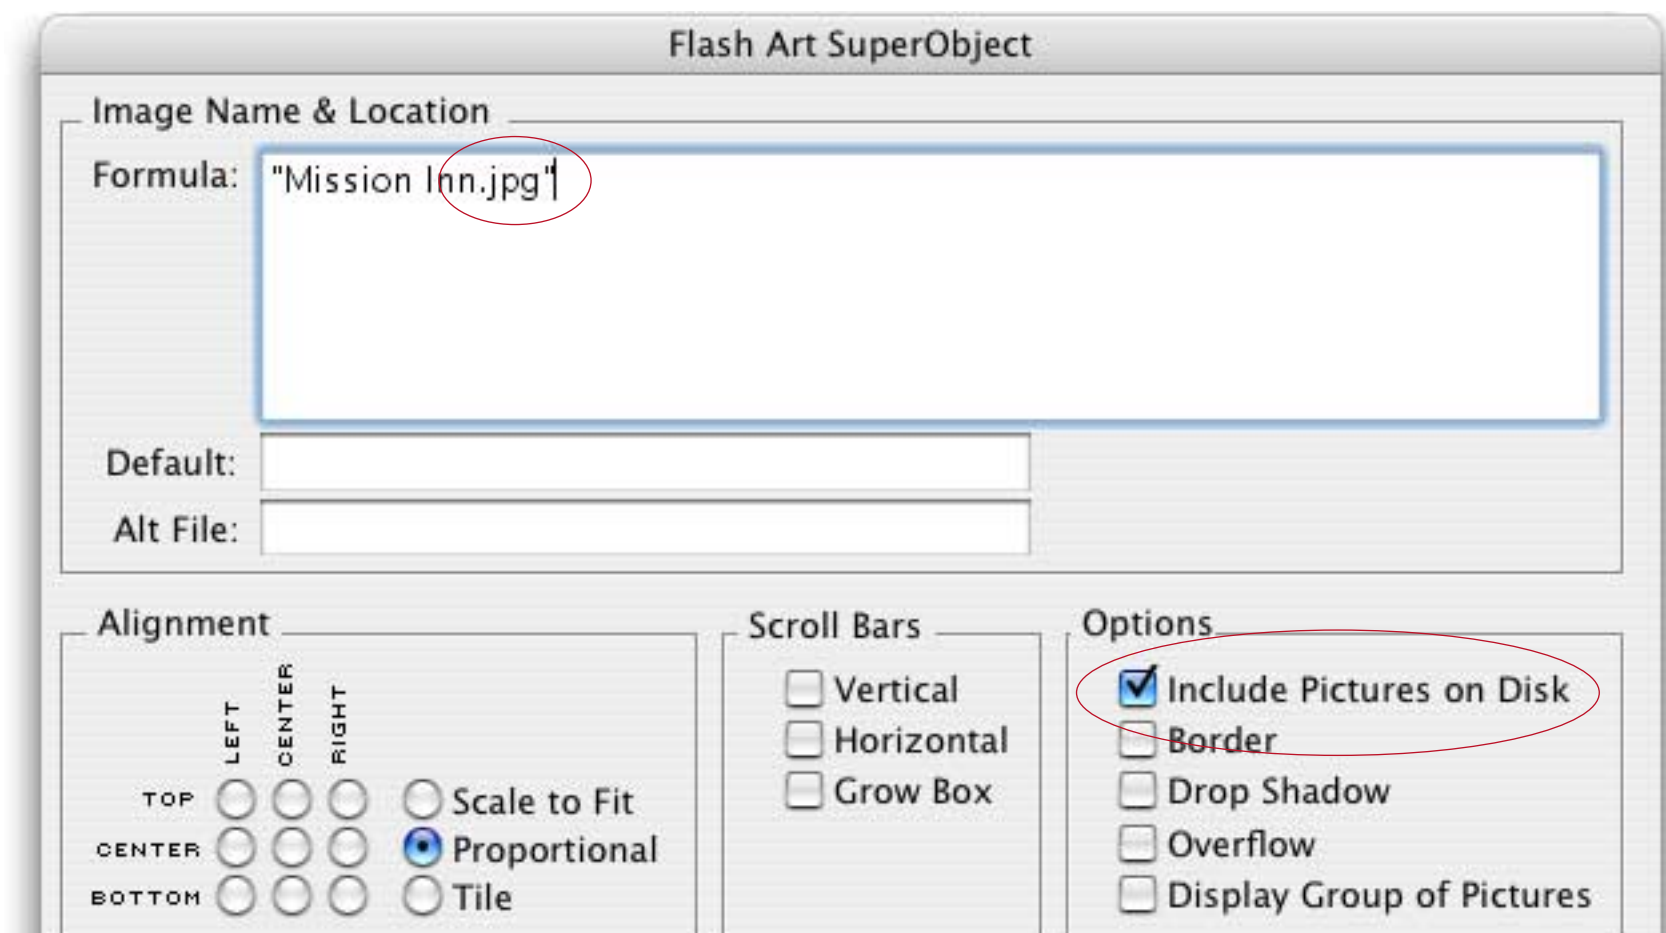 Flash Art SuperObject
Image Name & Location
Formula: "Mission Inn.jpg"
Default:
Alt File:
Alignment
LEFT CENTER RIGHT
TOP Scale to Fit
CENTER Proportional
BOTTOM Tile
Scroll Bars
Vertical
Horizontal
Grow Box
Options
Include Pictures on Disk
Border
Drop Shadow
Overflow
Display Group of Pictures